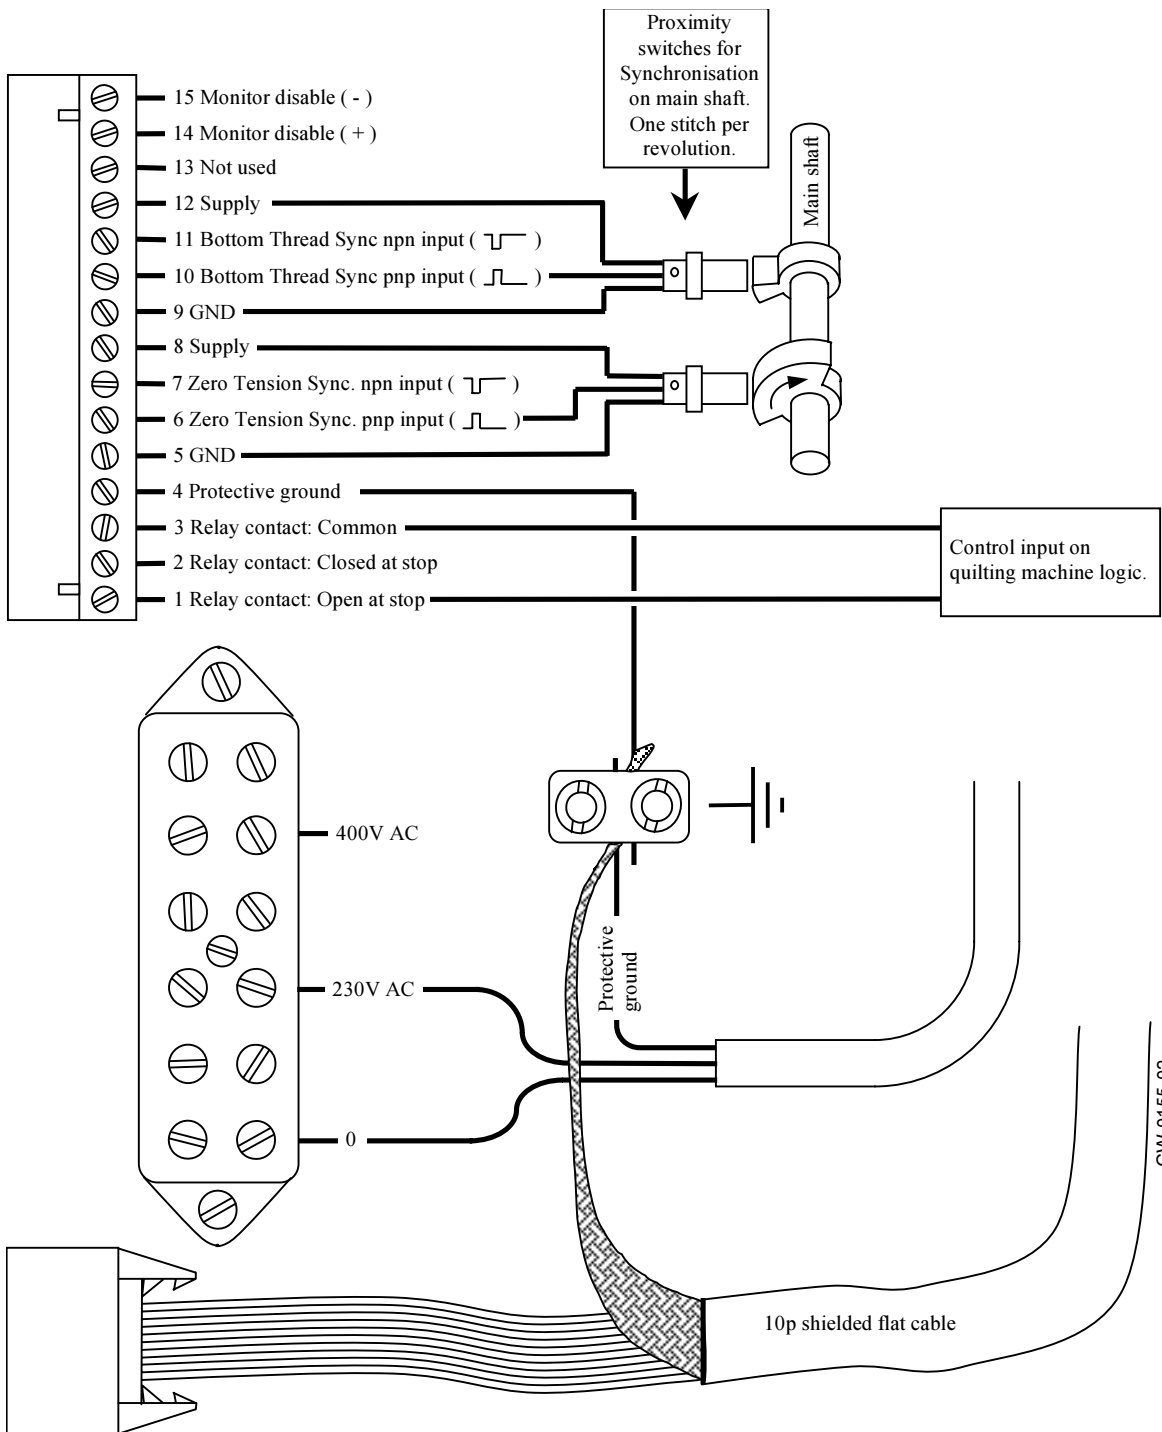 Proximity
switches for
Synchronisation
on main shaft.
One stitch per
revolution.
Main shaft
15 Monitor disable ( - )
14 Monitor disable ( + )
13 Not used
12 Supply
11 Bottom Thread Sync npn input ( )
10 Bottom Thread Sync pnp input ( )
9 GND
8 Supply
7 Zero Tension Sync. npn input ( )
6 Zero Tension Sync. pnp input ( )
5 GND
4 Protective ground
3 Relay contact: Common
2 Relay contact: Closed at stop
1 Relay contact: Open at stop
Control input on
quilting machine logic.
400V AC
230V AC
0
Protective
ground
10p shielded flat cable